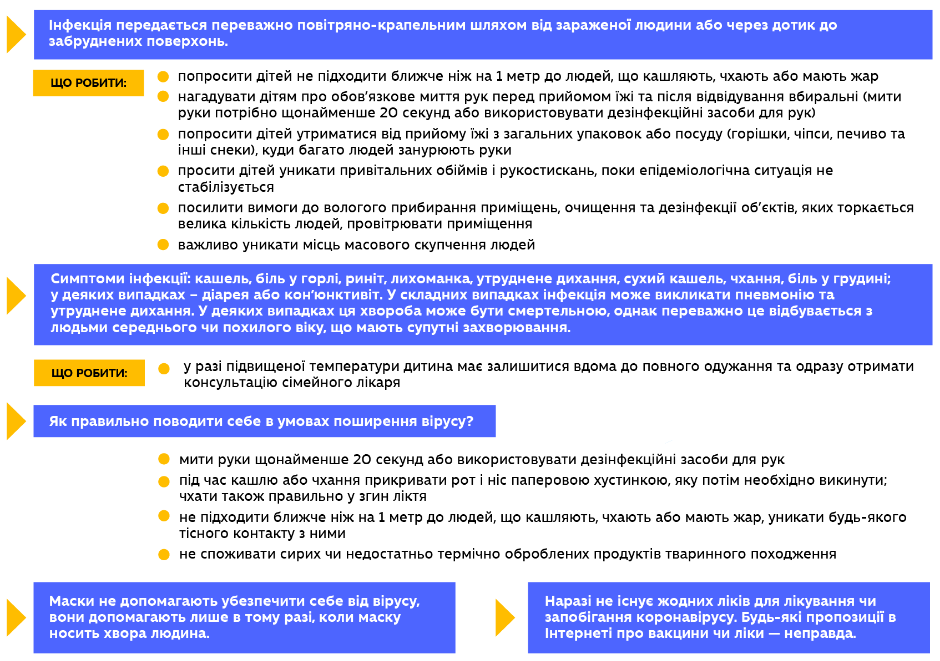 Інфекція передається переважно повітряно-крапельним шляхом від зараженої людини або через дотик до
забруднених поверхонь.
ЩО РОБИТИ:
попросити дітей не підходити ближче ніж на 1 метр до людей, що кашляють, чхають або мають жар
нагадувати дітям про обов’язкове миття рук перед прийомом їжі та після відвідування вбиральні (мити
руки потрібно щонайменше 20 секунд або використовувати дезінфекційні засоби для рук)
попросити дітей утриматися від прийому їжі з загальних упаковок або посуду (горішки, чіпси, печиво та
інші снеки), куди багато людей занурюють руки
просити дітей уникати привітальних обіймів і рукостискань, поки епідеміологічна ситуація не
стабілізується
посилити вимоги до вологого прибирання приміщень, очищення та дезінфекції об’єктів, яких торкається
велика кількість людей, провітрювати приміщення
важливо уникати місць масового скупчення людей
Симптоми інфекції: кашель, біль у горлі, риніт, лихоманка, утруднене дихання, сухий кашель, чхання, біль у грудині;
у деяких випадках – діарея або кон’юнктивіт. У складних випадках інфекція може викликати пневмонію та
утруднене дихання. У деяких випадках ця хвороба може бути смертельною, однак переважно це відбувається з
людьми середнього чи похилого віку, що мають супутні захворювання.
ЩО РОБИТИ:
у разі підвищеної температури дитина має залишитися вдома до повного одужання та одразу отримати
консультацію сімейного лікаря
Як правильно поводити себе в умовах поширення вірусу?
мити руки щонайменше 20 секунд або використовувати дезінфекційні засоби для рук
під час кашлю або чхання прикривати рот і ніс паперовою хустинкою, яку потім необхідно викинути;
чхати також правильно у згин ліктя
не підходити ближче ніж на 1 метр до людей, що кашляють, чхають або мають жар, уникати будь-якого
тісного контакту з ними
не споживати сирих чи недостатньо термічно оброблених продуктів тваринного походження
Маски не допомагають убезпечити себе від вірусу,
вони допомагають лише в тому разі, коли маску
носить хвора людина.
Наразі не існує жодних ліків для лікування чи
запобігання коронавірусу. Будь-які пропозиції в
Інтернеті про вакцини чи ліки — неправда.